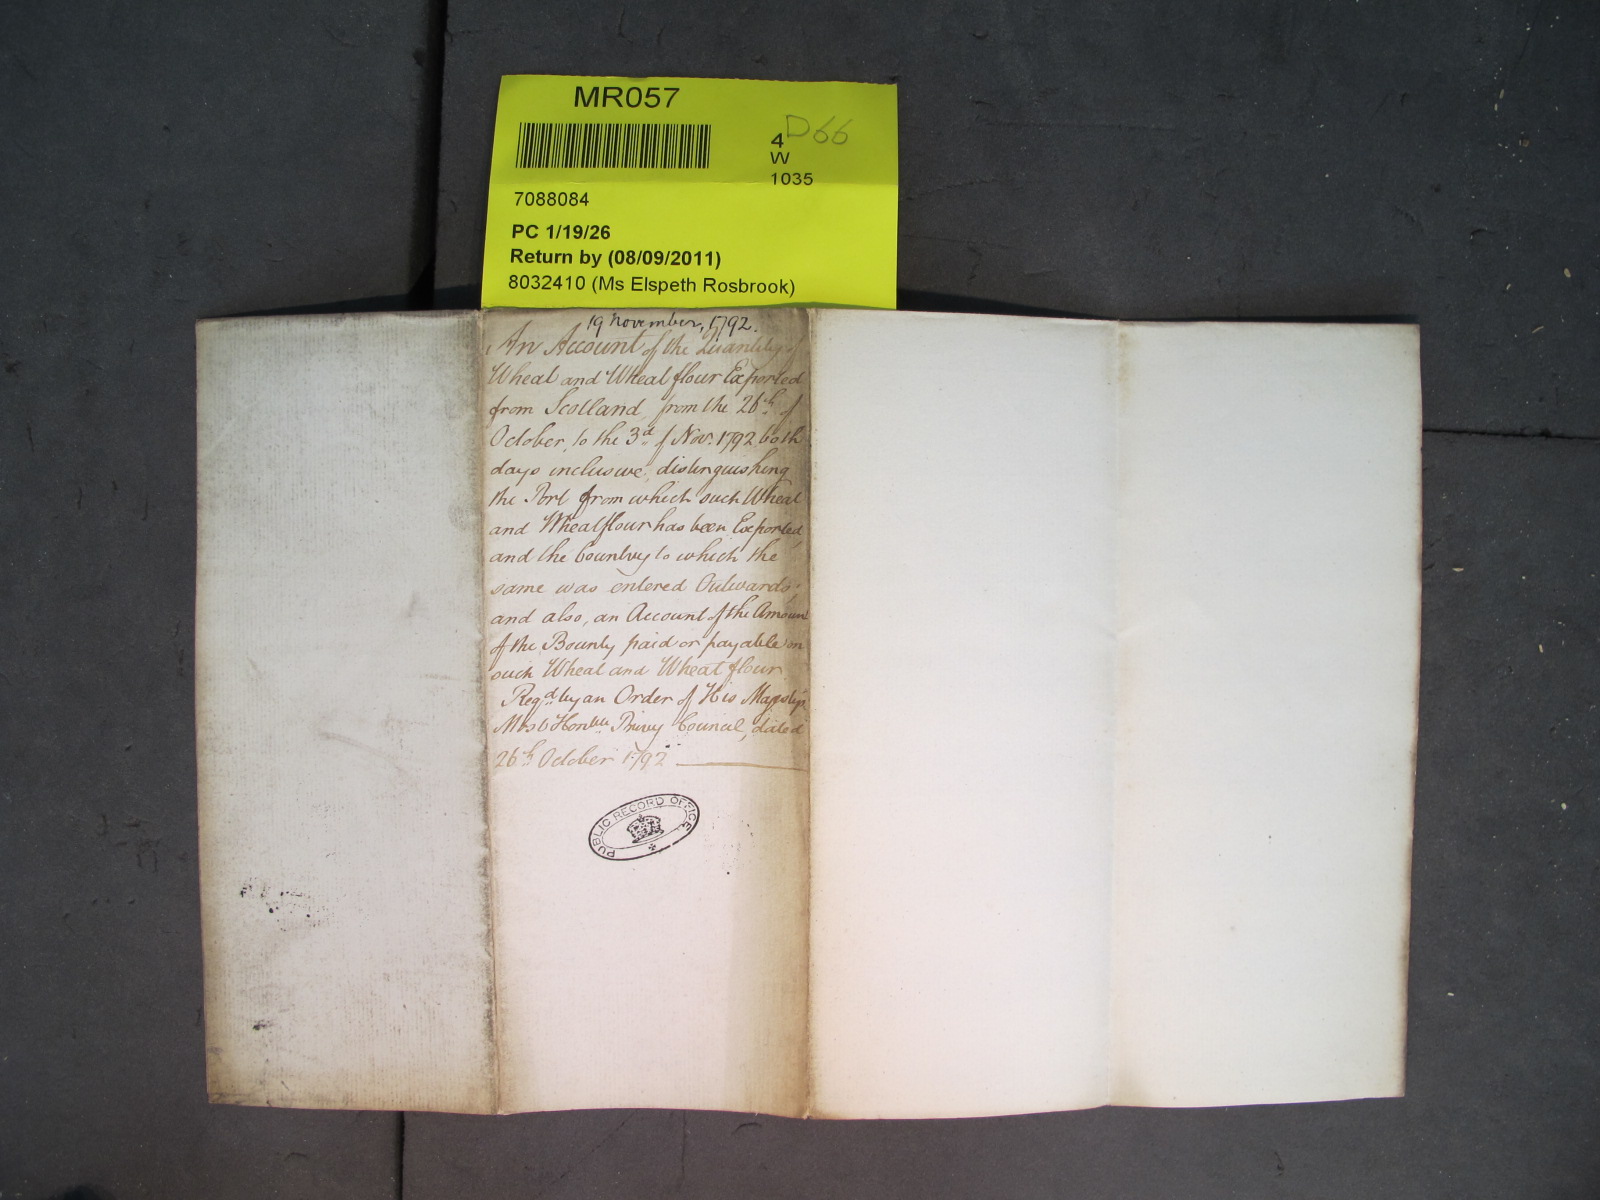 MR057
D66
4
W
1035
7088084
PC 1/19/26
Return by (08/09/2011)
8032410 (Ms Elspeth Rosbrook)
19 November, 1792.
An Account of the Quantity of
Wheat and Wheat flour Exported
from Scotland, from the 26th of
October, to the 3d of Novr. 1792 both
days inclusive, distinguishing
the Port from which such Wheat
and Wheatflour has been Exported,
and the Country to which the
same was entered Outwards;
and also, an Account of the Amount
of the Bounty paid or payable on
such Wheat and Wheat flour
Reqd. by an Order of His Majesty's
Most Honble. Privy Council, dated
26th October 1792
PUBLIC RECORD OFFICE